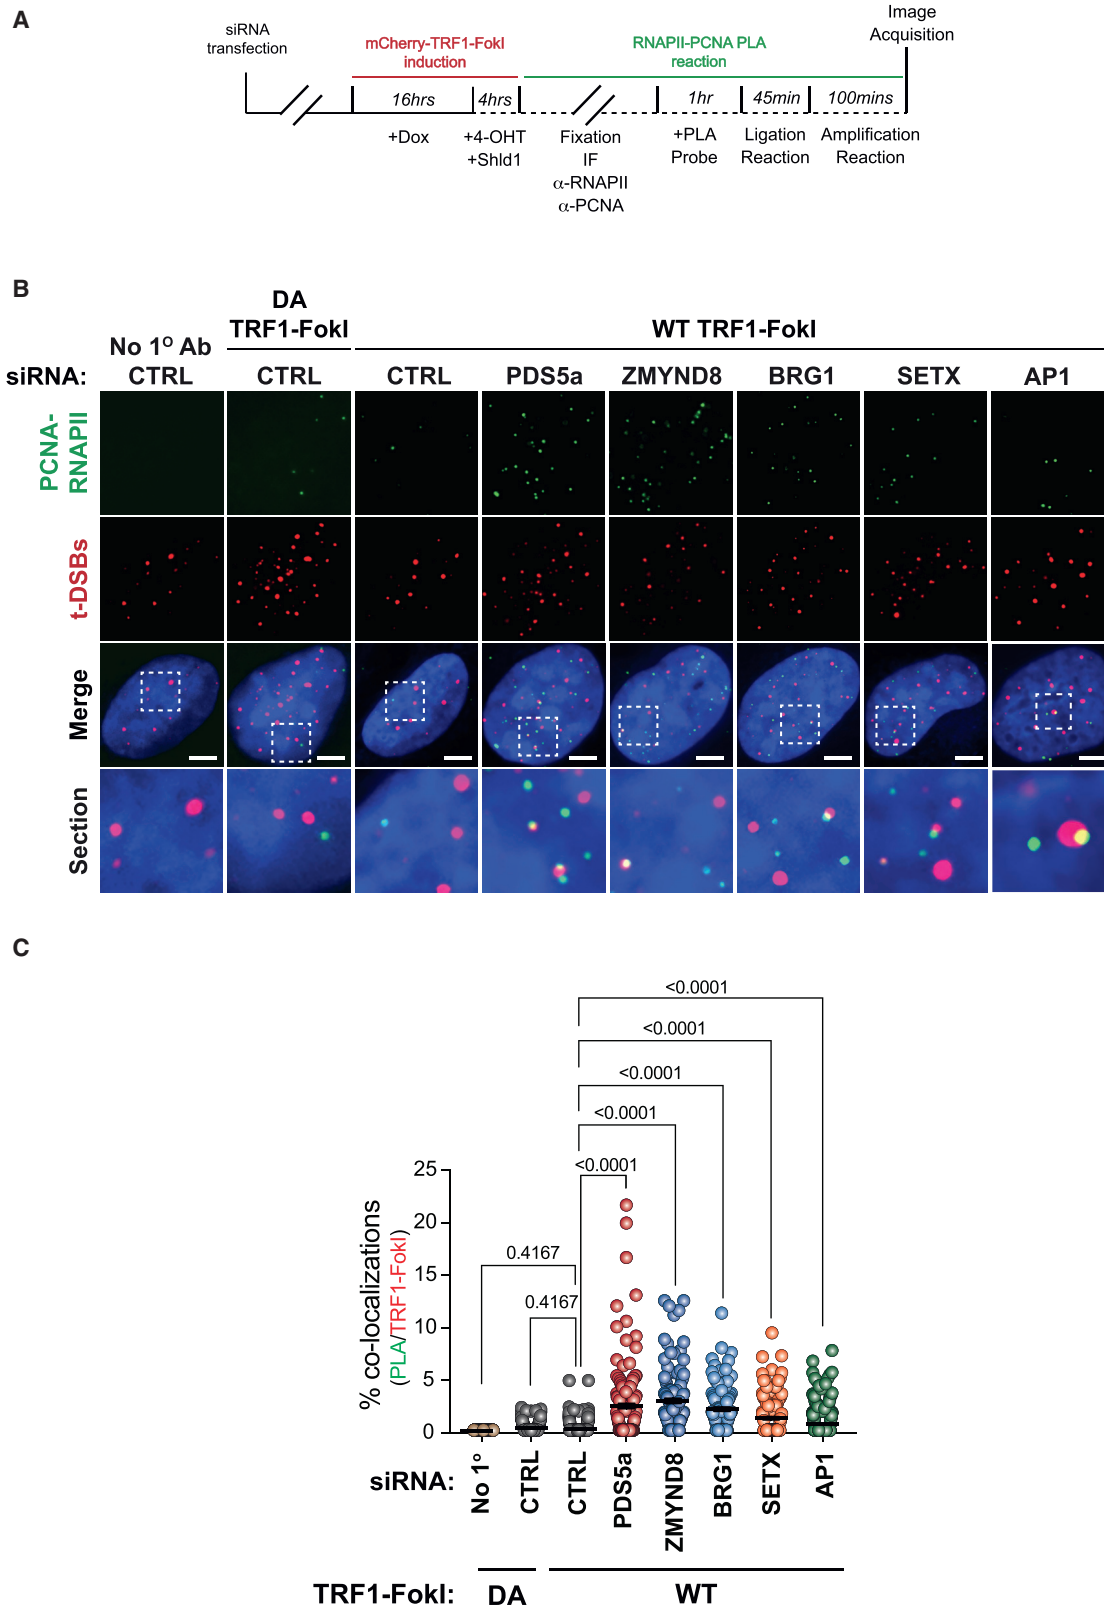 A
siRNA
transfection
mCherry-TRF1-FokI
induction
RNAPII-PCNA PLA
reaction
Image
Acquisition
16hrs
4hrs
1hr
45min
100mins
+Dox
+4-OHT
+Shld1
Fixation
IF
α-RNAPII
α-PCNA
+PLA
Probe
Ligation
Reaction
Amplification
Reaction
B
No 1º Ab
DA
TRF1-FokI
WT TRF1-FokI
siRNA: CTRL CTRL CTRL PDS5a ZMYND8 BRG1 SETX AP1
PCNA-
RNAPII
t-DSBs
Merge
Section
C
<0.0001
<0.0001
<0.0001
<0.0001
<0.0001
0.4167
0.4167
% co-localizations
(PLA/TRF1-FokI)
25
20
15
10
5
0
siRNA: No 1º CTRL CTRL PDS5a ZMYND8 BRG1 SETX AP1
TRF1-FokI: DA WT